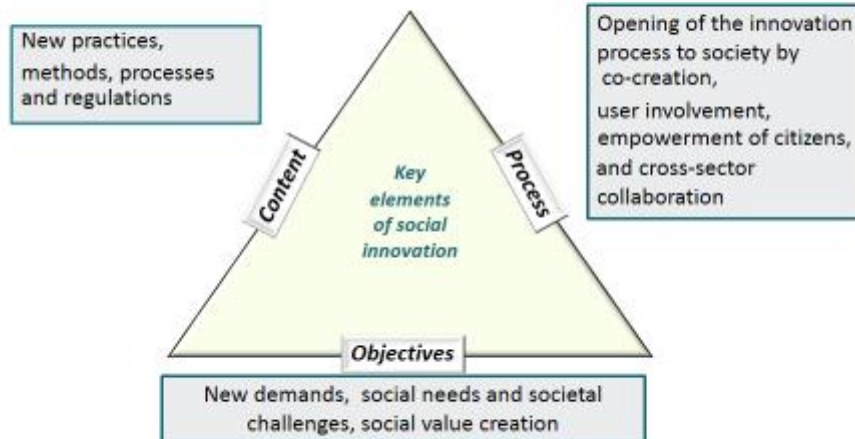 New practices,
methods, processes
and regulations
Opening of the innovation
process to society by
co-creation,
user involvement,
empowerment of citizens,
and cross-sector
collaboration
Content
Process
Key
elements
of social
innovation
Objectives
New demands, social needs and societal
challenges, social value creation